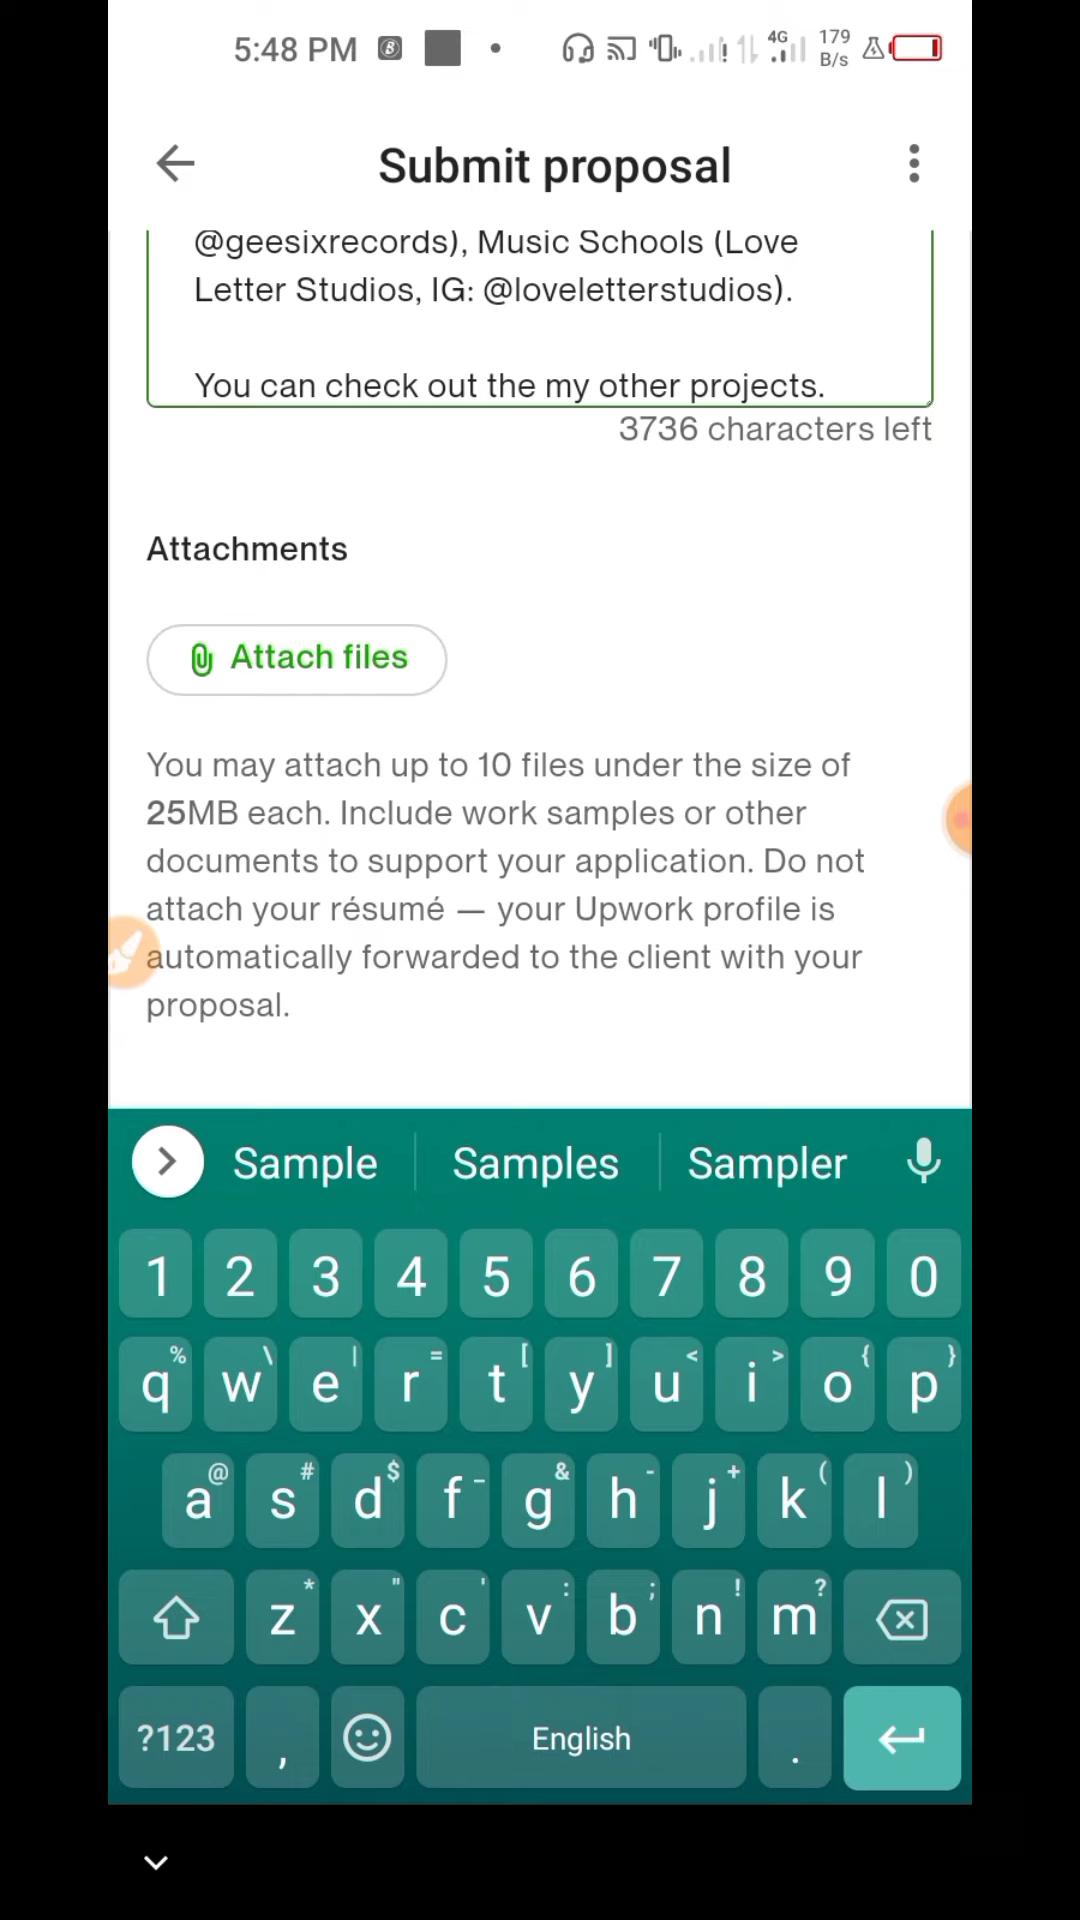 5:48 PM
4G
179
B/s
Submit proposal
@geesixrecords), Music Schools (Love
Letter Studios, IG: @loveletterstudios).
You can check out the my other projects.
3736 characters left
Attachments
Attach files
You may attach up to 10 files under the size of
25MB each. Include work samples or other
documents to support your application. Do not
attach your résumé — your Upwork profile is
automatically forwarded to the client with your
proposal.
Sample Samples Sampler
1 2 3 4 5 6 7 8 9 0
% \ | = [ ] < > { }
q w e r t y u i o p
@ # $ _ & - + ( )
a s d f g h j k l
* " ' : ; ! ?
z x c v b n m
?123 , English .